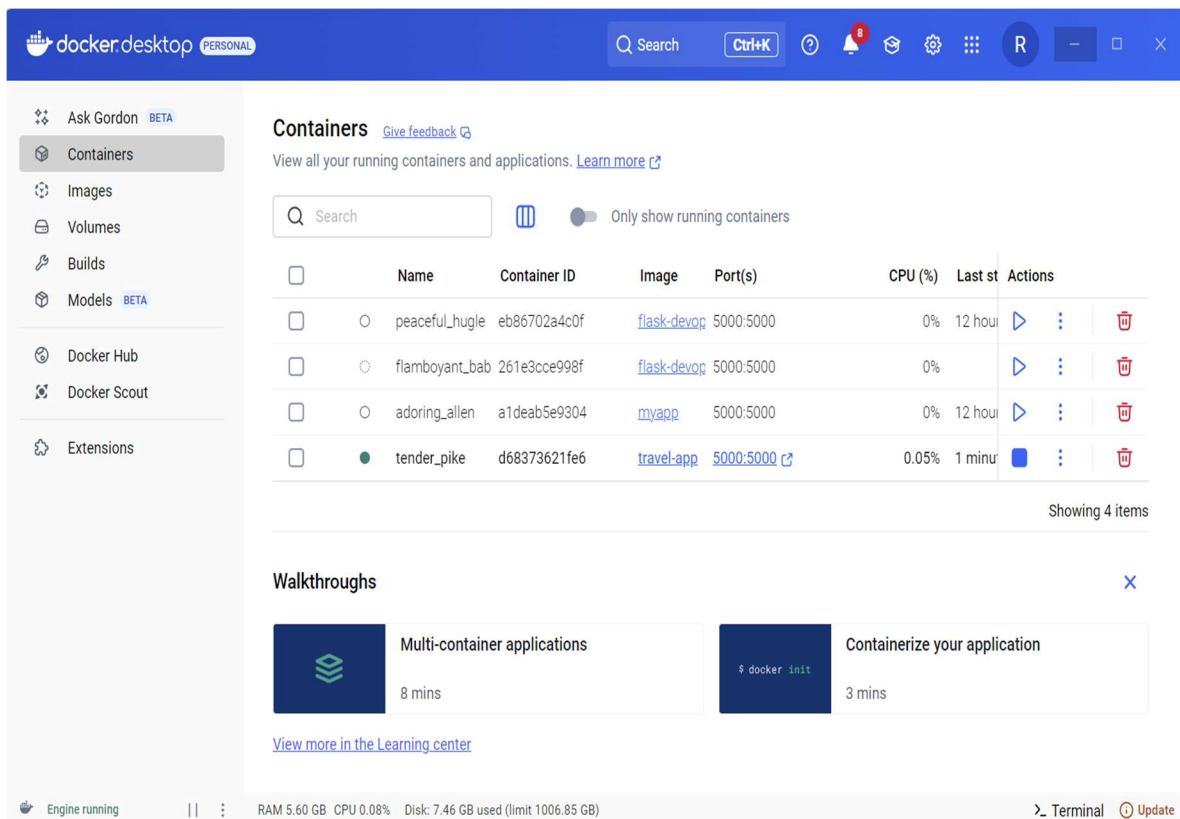 docker.desktop PERSONAL Search Ctrl+K 8 R
Ask Gordon BETA
Containers
Images
Volumes
Builds
Models BETA
Docker Hub
Docker Scout
Extensions
Containers Give feedback
View all your running containers and applications. Learn more
Search Only show running containers
Name Container ID Image Port(s) CPU (%) Last st Actions
peaceful_hugle eb86702a4c0f flask-devop 5000:5000 0% 12 hou
flamboyant_bab 261e3cce998f flask-devop 5000:5000 0%
adoring_allen a1deab5e9304 myapp 5000:5000 0% 12 hou
tender_pike d68373621fe6 travel-app 5000:5000 0.05% 1 minu
Showing 4 items
Walkthroughs
Multi-container applications
8 mins
$ docker init
Containerize your application
3 mins
View more in the Learning center
Engine running RAM 5.60 GB CPU 0.08% Disk: 7.46 GB used (limit 1006.85 GB) Terminal Update